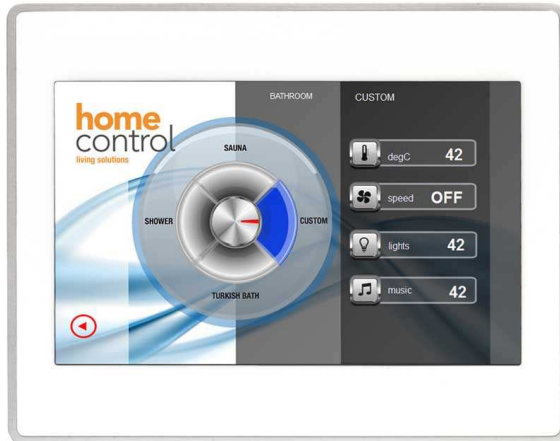 home
control
living solutions
BATHROOM
CUSTOM
SAUNA
SHOWER
CUSTOM
TURKISH BATH
degC 42
speed OFF
lights 42
music 42